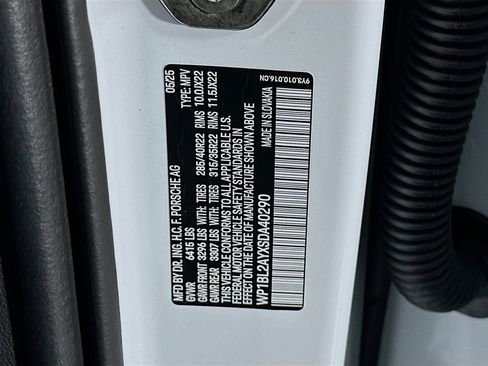 MFD BY DR. ING. H.C. F. PORSCHE AG 05/25
GVWR 6415 LBS TYPE: MPV
GAWR FRONT 3296 LBS WITH: TIRES 285/40R22 RIMS 10.0JX22
GAWR REAR 3307 LBS WITH: TIRES 315/35R22 RIMS 11.5JX22
THIS VEHICLE CONFORMS TO ALL APPLICABLE U.S.
FEDERAL MOTOR VEHICLE SAFETY STANDARDS IN
EFFECT ON THE DATE OF MANUFACTURE SHOWN ABOVE
WP1BL2AYXSDA40290 MADE IN SLOVAKIA
9Y3.010.016.CN